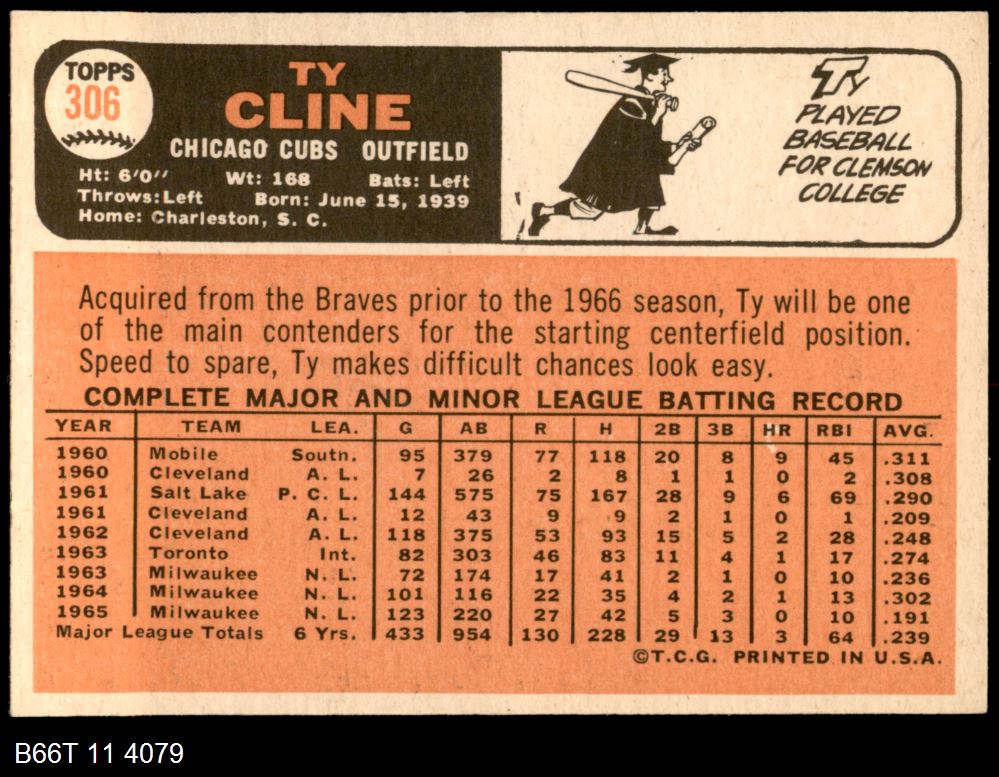 TOPPS
306
TY
CLINE
CHICAGO CUBS OUTFIELD
Ht: 6'0" Wt: 168 Bats: Left
Throws: Left Born: June 15, 1939
Home: Charleston, S. C.
TY
PLAYED
BASEBALL
FOR CLEMSON
COLLEGE
Acquired from the Braves prior to the 1966 season, Ty will be one
of the main contenders for the starting centerfield position.
Speed to spare, Ty makes difficult chances look easy.
COMPLETE MAJOR AND MINOR LEAGUE BATTING RECORD
YEAR TEAM LEA. G AB R H 2B 3B HR RBI AVG.
1960 Mobile South. 95 379 77 118 20 8 9 45 .311
1960 Cleveland A. L. 7 26 2 8 1 1 0 2 .308
1961 Salt Lake P. C. L. 144 575 75 167 28 9 6 69 .290
1961 Cleveland A. L. 12 43 9 9 2 1 0 1 .209
1962 Cleveland A. L. 118 375 53 93 15 5 2 28 .248
1963 Toronto Int. 82 303 46 83 11 4 1 17 .274
1963 Milwaukee N. L. 72 174 17 41 2 1 0 10 .236
1964 Milwaukee N. L. 101 116 22 35 4 2 1 13 .302
1965 Milwaukee N. L. 123 220 27 42 5 3 0 10 .191
Major League Totals 6 Yrs. 433 954 130 228 29 13 3 64 .239
©T.C.G. PRINTED IN U.S.A.
B66T 11 4079